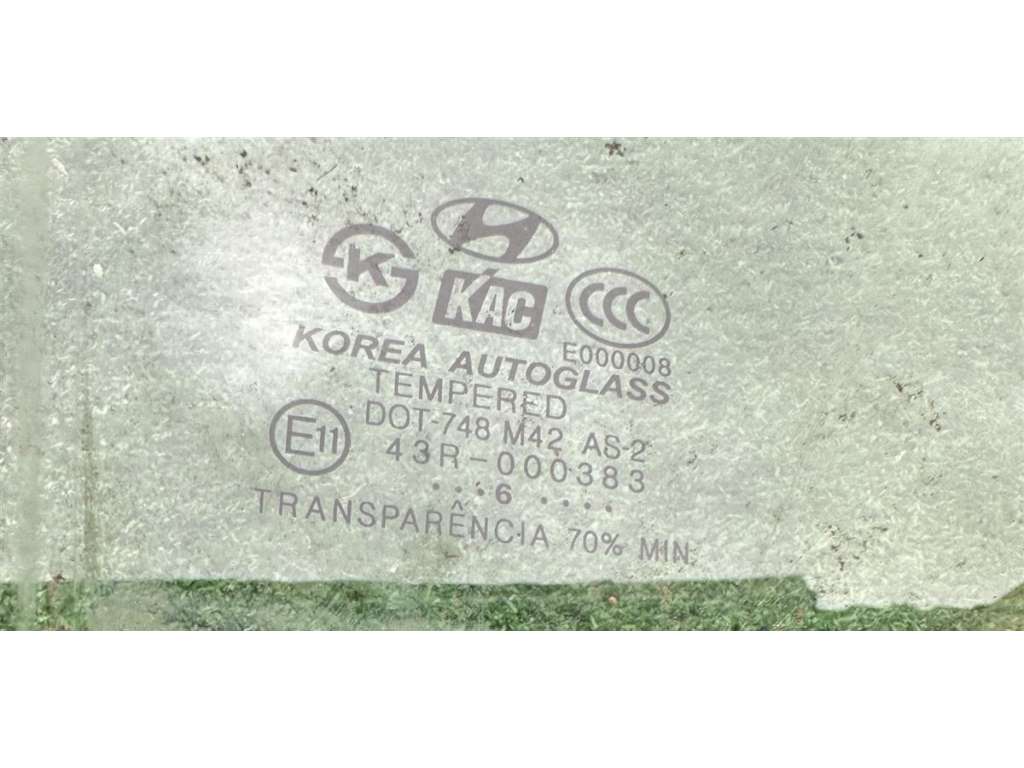 K
KAC
CCC
E000008
KOREA AUTOGLASS
TEMPERED
DOT-748 M42 AS-2
E11
43R-000383
...6 ....
TRANSPARÊNCIA 70% MIN